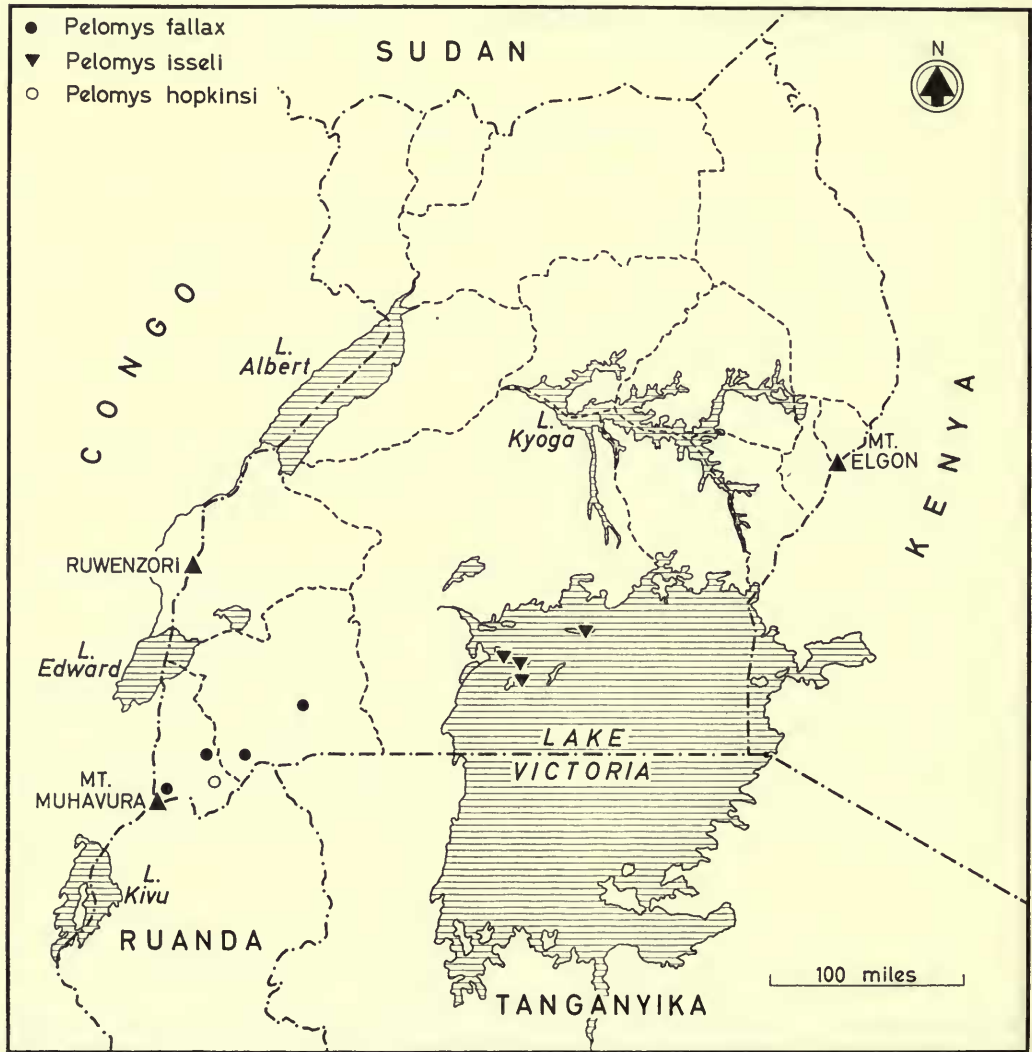 Pelomys fallax
Pelomys isseli
Pelomys hopkinsi
SUDAN
N
CONGO
L.
Albert
L.
Kyoga
MT.
ELGON
KENYA
RUWENZORI
L.
Edward
LAKE
VICTORIA
MT.
MUHAVURA
L.
Kivu
RUANDA
TANGANYIKA
100 miles